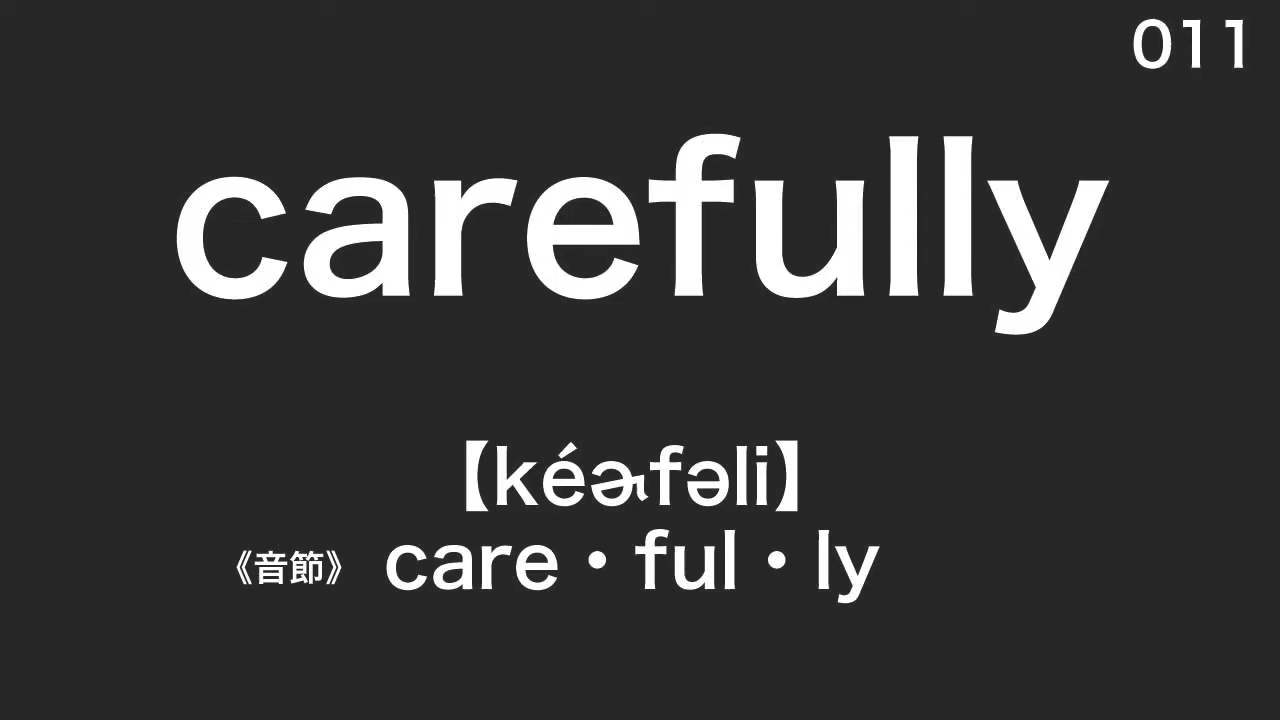 011
carefully
【kéɚfəli】
《音節》 care・ful・ly